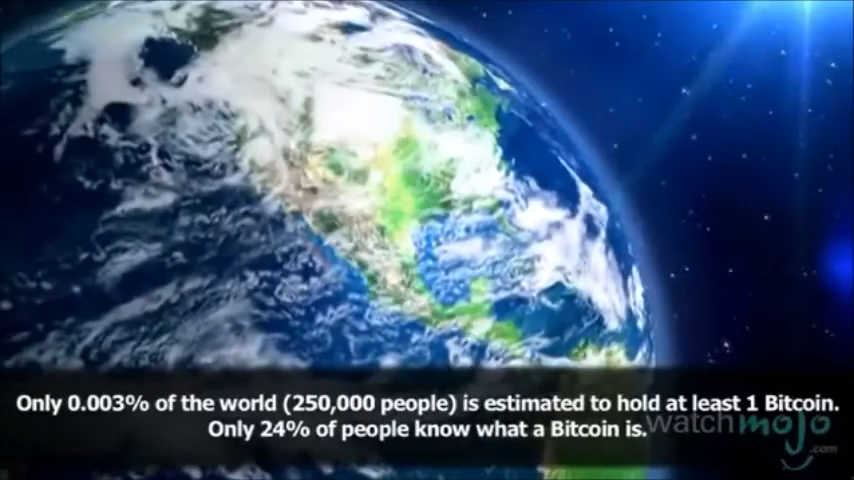 Only 0.003% of the world (250,000 people) is estimated to hold at least 1 Bitcoin.
Only 24% of people know what a Bitcoin is.
watchmojo
.com